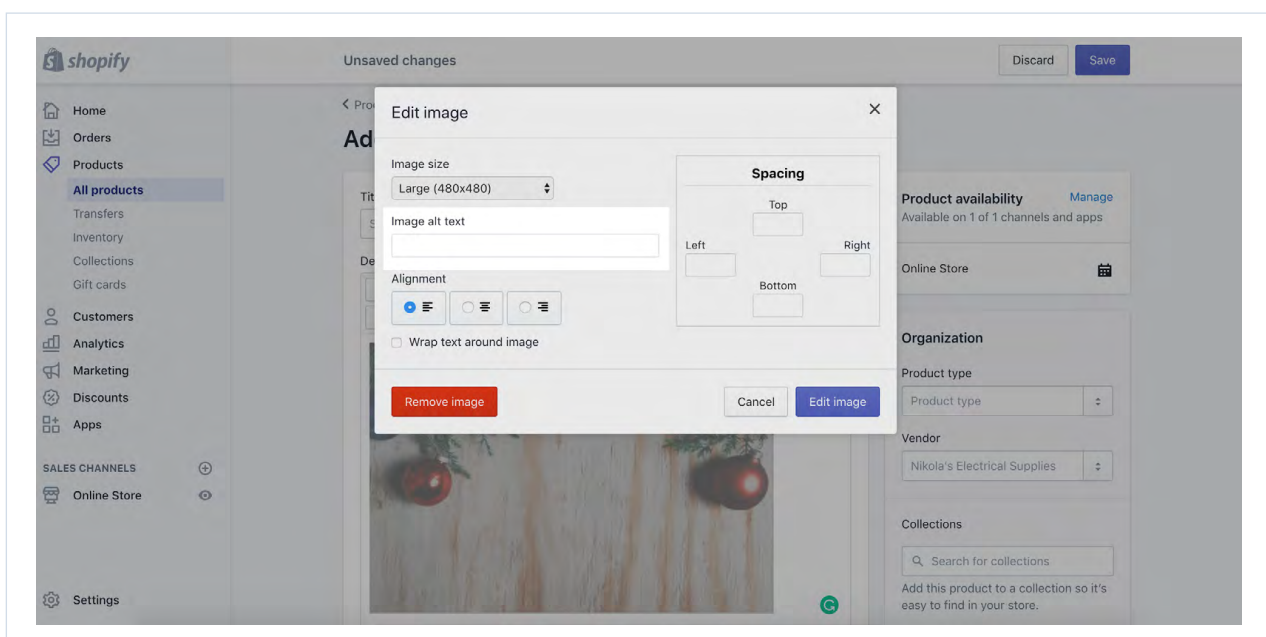 shopify
Unsaved changes
Discard
Save
Home
Orders
Products
All products
Transfers
Inventory
Collections
Gift cards
Customers
Analytics
Marketing
Discounts
Apps
SALES CHANNELS
Online Store
Settings
Edit image
Image size
Large (480x480)
Image alt text
Alignment
Wrap text around image
Spacing
Top
Left
Right
Bottom
Remove image
Cancel
Edit image
Product availability
Manage
Available on 1 of 1 channels and apps
Online Store
Organization
Product type
Product type
Vendor
Nikola's Electrical Supplies
Collections
Search for collections
Add this product to a collection so it's
easy to find in your store.